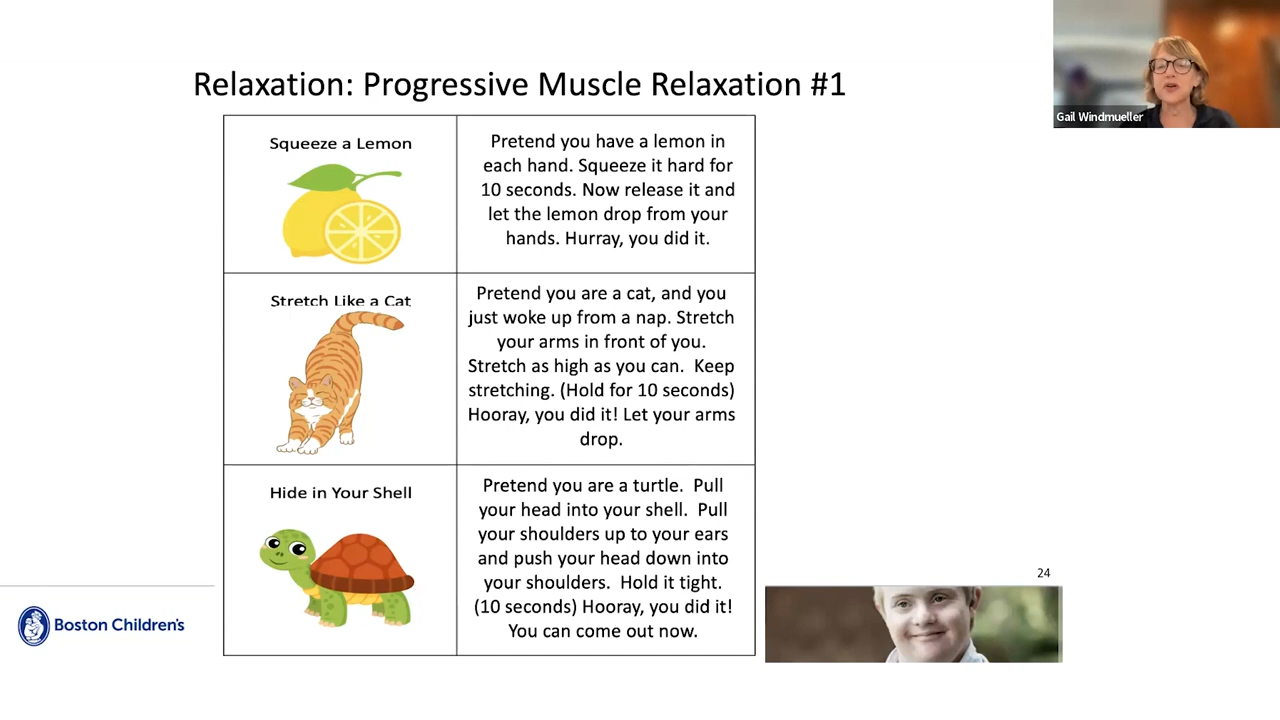 Relaxation: Progressive Muscle Relaxation #1
Gail Windmueller
Squeeze a Lemon
Pretend you have a lemon in
each hand. Squeeze it hard for
10 seconds. Now release it and
let the lemon drop from your
hands. Hurray, you did it.
Stretch Like a Cat
Pretend you are a cat, and you
just woke up from a nap. Stretch
your arms in front of you.
Stretch as high as you can. Keep
stretching. (Hold for 10 seconds)
Hooray, you did it! Let your arms
drop.
Hide in Your Shell
Pretend you are a turtle. Pull
your head into your shell. Pull
your shoulders up to your ears
and push your head down into
your shoulders. Hold it tight.
(10 seconds) Hooray, you did it!
You can come out now.
24
Boston Children's